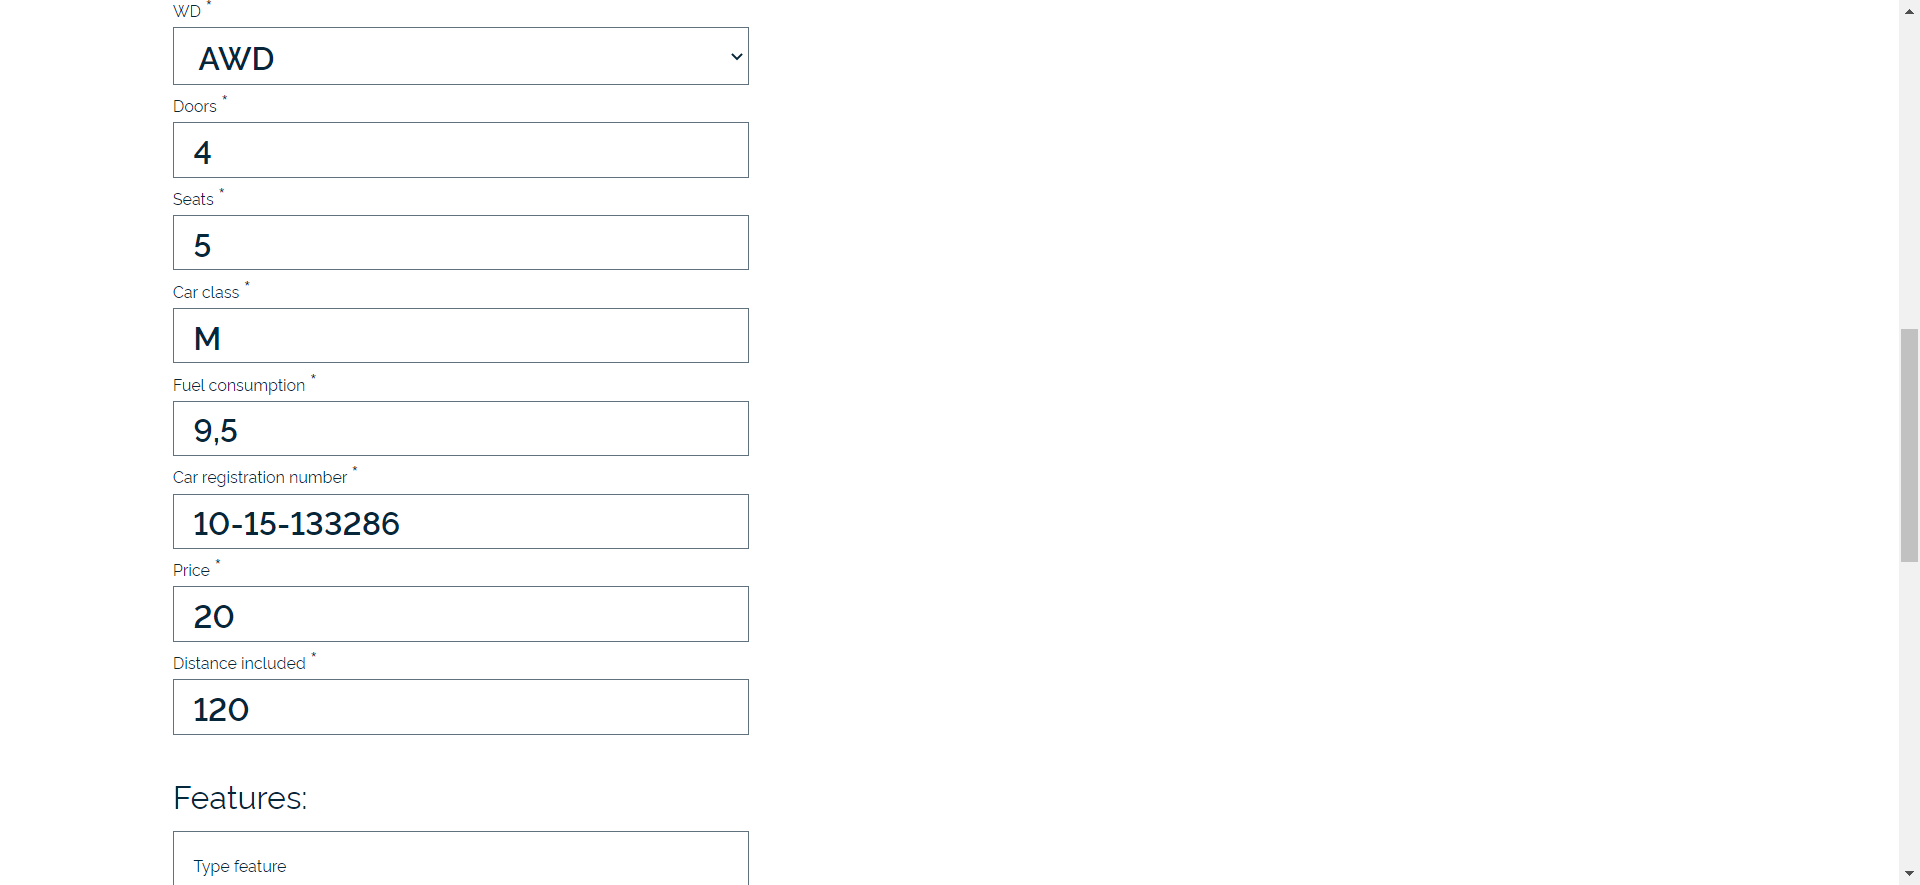 WD *
AWD
Doors *
4
Seats *
5
Car class *
M
Fuel consumption *
9,5
Car registration number *
10-15-133286
Price *
20
Distance included *
120
Features:
Type feature